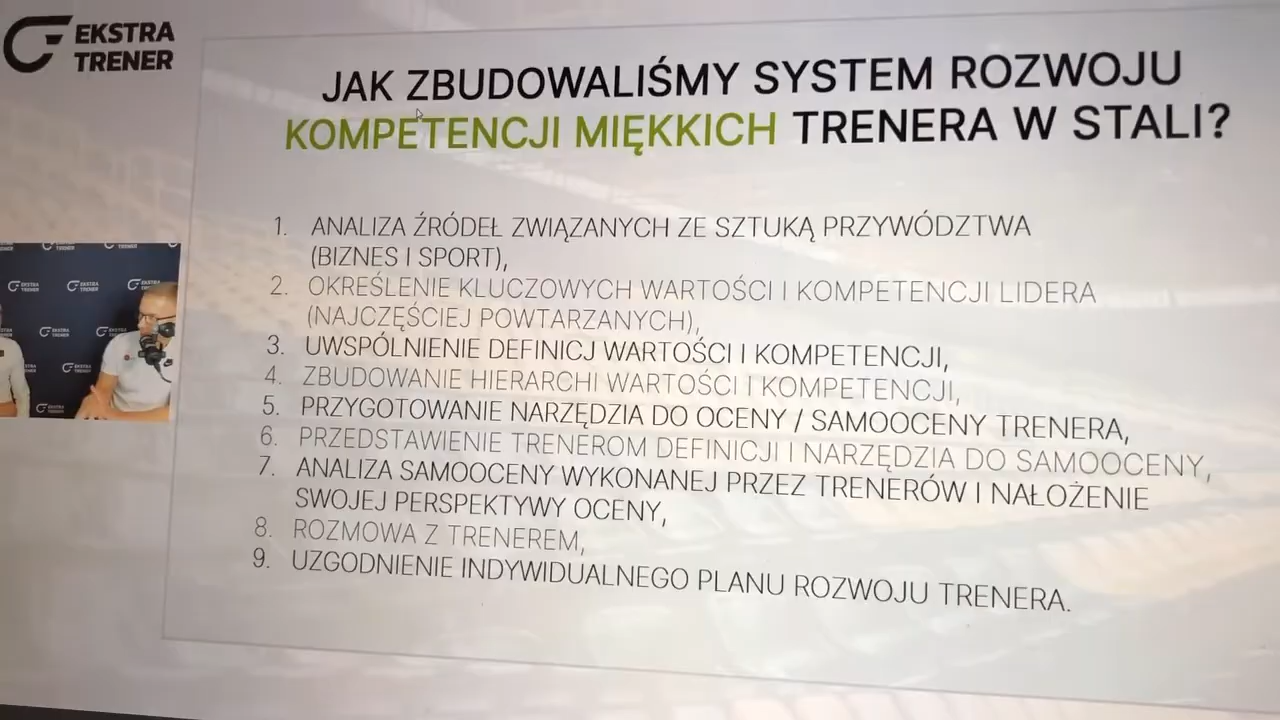 EKSTRA
TRENER
JAK ZBUDOWALIŚMY SYSTEM ROZWOJU
KOMPETENCJI MIĘKKICH TRENERA W STALI?
1. ANALIZA ŹRÓDEŁ ZWIĄZANYCH ZE SZTUKĄ PRZYWÓDZTWA
(BIZNES I SPORT),
2. OKREŚLENIE KLUCZOWYCH WARTOŚCI I KOMPETENCJI LIDERA
(NAJCZĘŚCIEJ POWTARZANYCH),
3. UWSPÓLNIENIE DEFINICJ WARTOŚCI I KOMPETENCJI,
4. ZBUDOWANIE HIERARCHI WARTOŚCI I KOMPETENCJI,
5. PRZYGOTOWANIE NARZĘDZIA DO OCENY / SAMOOCENY TRENERA,
6. PRZEDSTAWIENIE TRENEROM DEFINICJI I NARZĘDZIA DO SAMOOCENY,
7. ANALIZA SAMOOCENY WYKONANEJ PRZEZ TRENERÓW I NAŁOŻENIE
SWOJEJ PERSPEKTYWY OCENY,
8. ROZMOWA Z TRENEREM,
9. UZGODNIENIE INDYWIDUALNEGO PLANU ROZWOJU TRENERA.